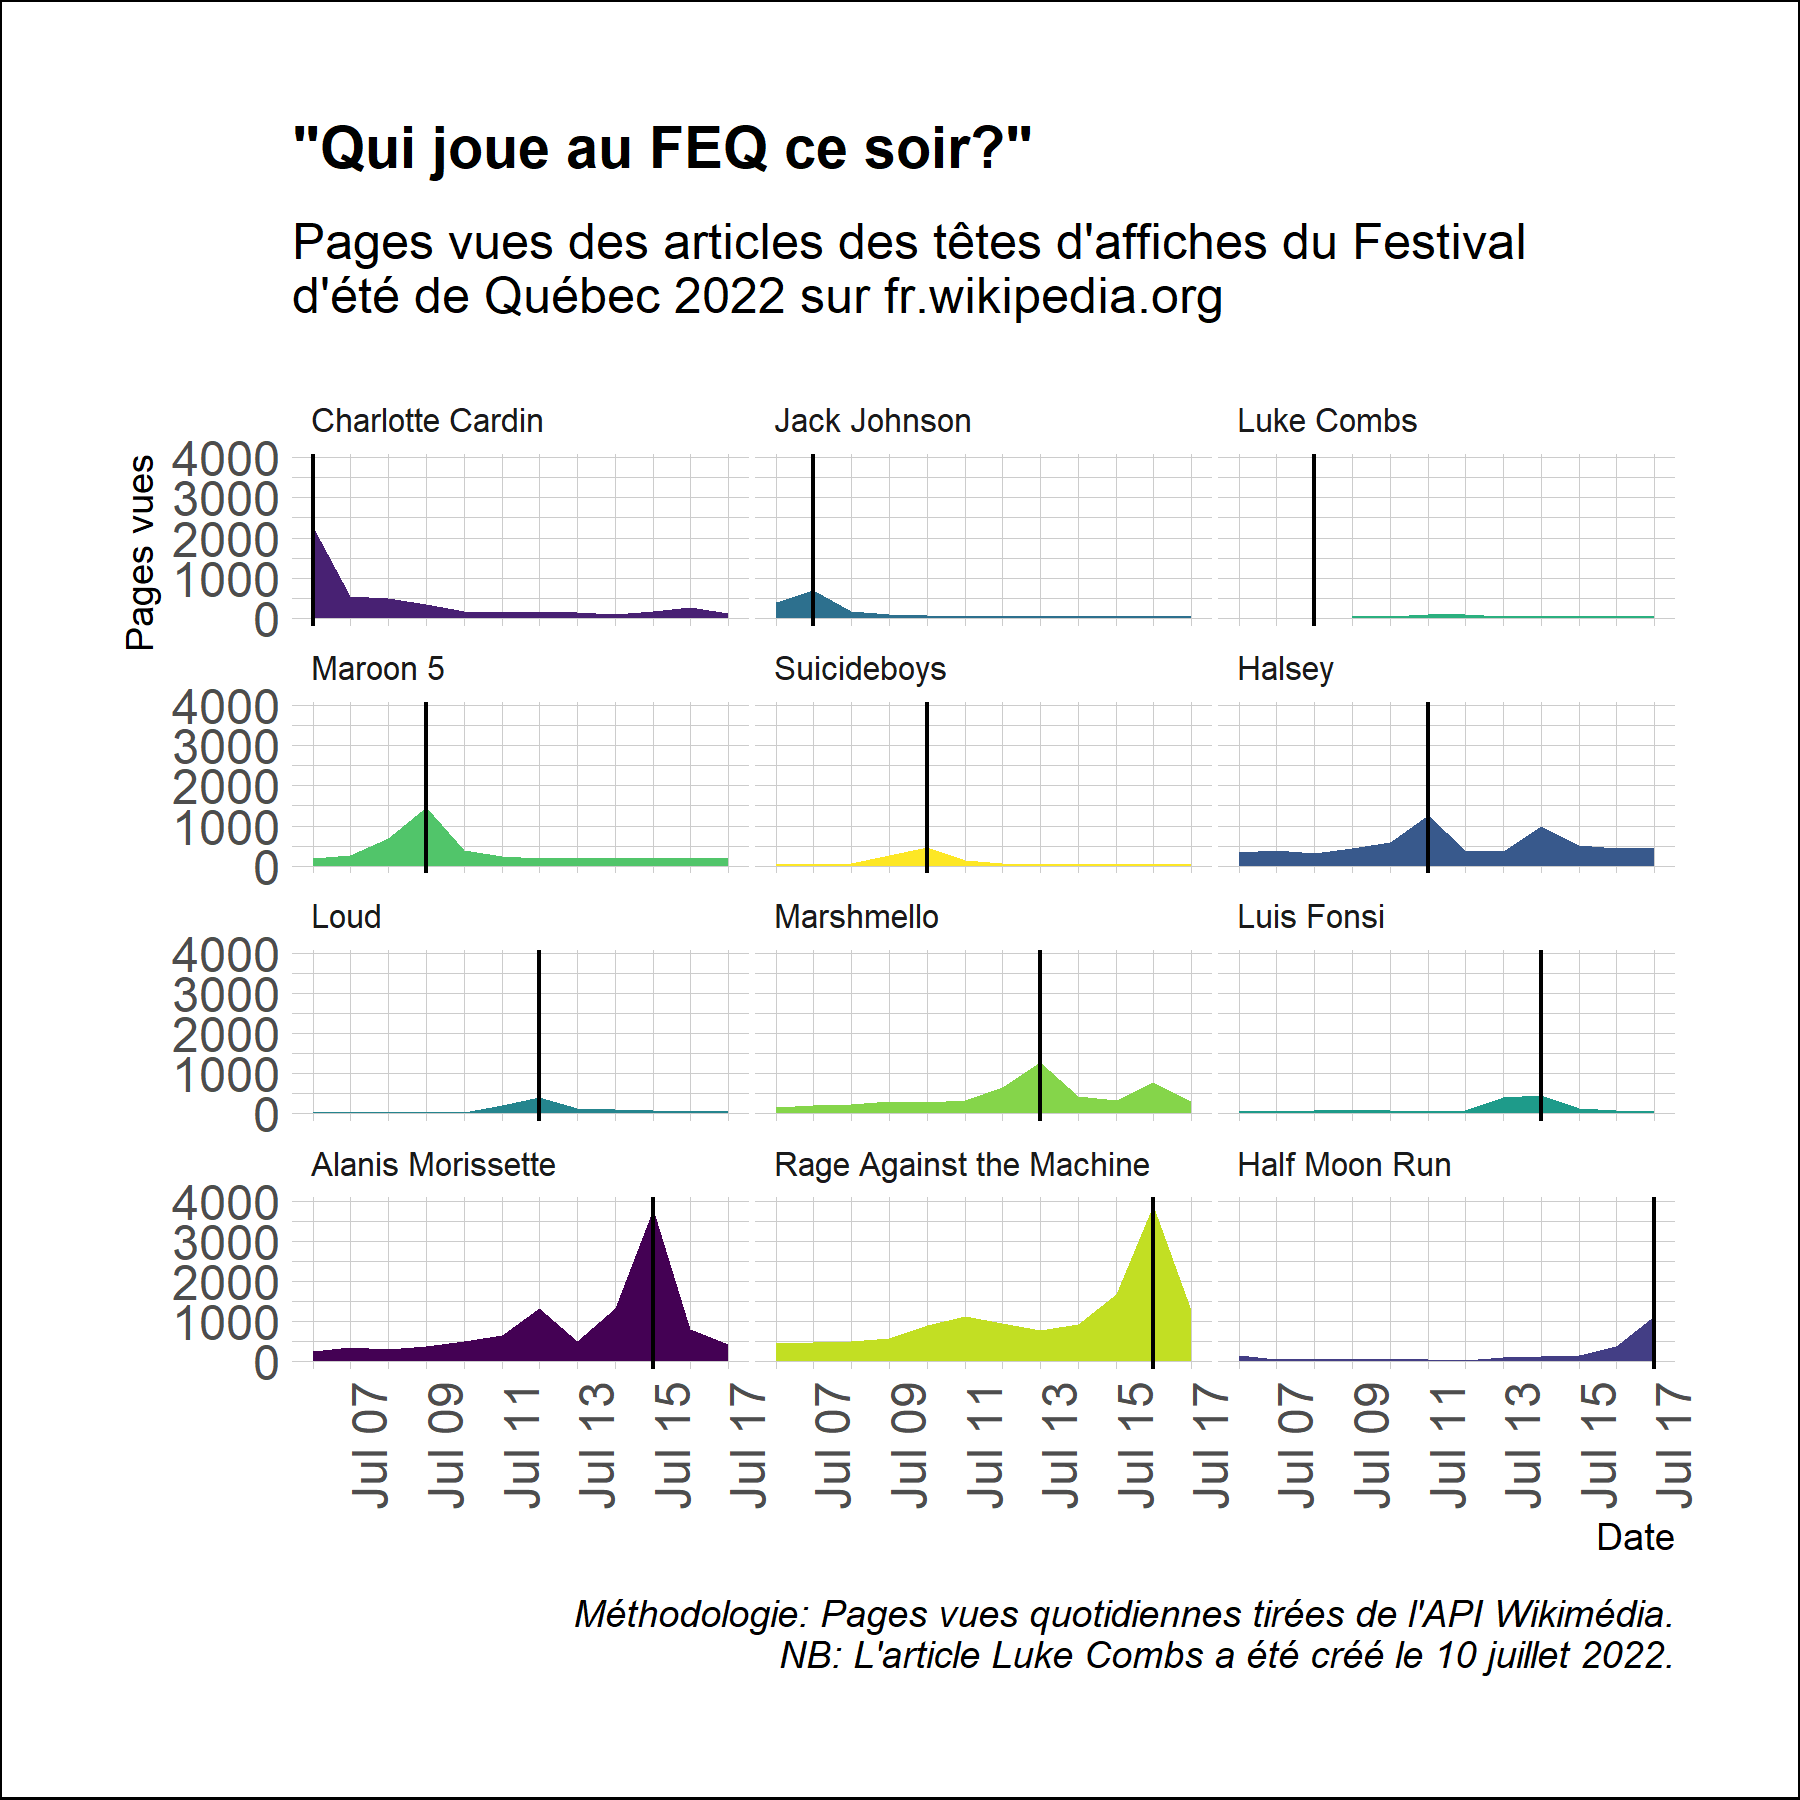 "Qui joue au FEQ ce soir?"
Pages vues des articles des têtes d'affiches du Festival
d'été de Québec 2022 sur fr.wikipedia.org
Pages vues
Charlotte Cardin
Jack Johnson
Luke Combs
4000
3000
2000
1000
0
Maroon 5
Suicideboys
Halsey
4000
3000
2000
1000
0
Loud
Marshmello
Luis Fonsi
4000
3000
2000
1000
0
Alanis Morissette
Rage Against the Machine
Half Moon Run
4000
3000
2000
1000
0
Jul 07
Jul 09
Jul 11
Jul 13
Jul 15
Jul 17
Jul 07
Jul 09
Jul 11
Jul 13
Jul 15
Jul 17
Jul 07
Jul 09
Jul 11
Jul 13
Jul 15
Jul 17
Date
Méthodologie: Pages vues quotidiennes tirées de l'API Wikimédia.
NB: L'article Luke Combs a été créé le 10 juillet 2022.